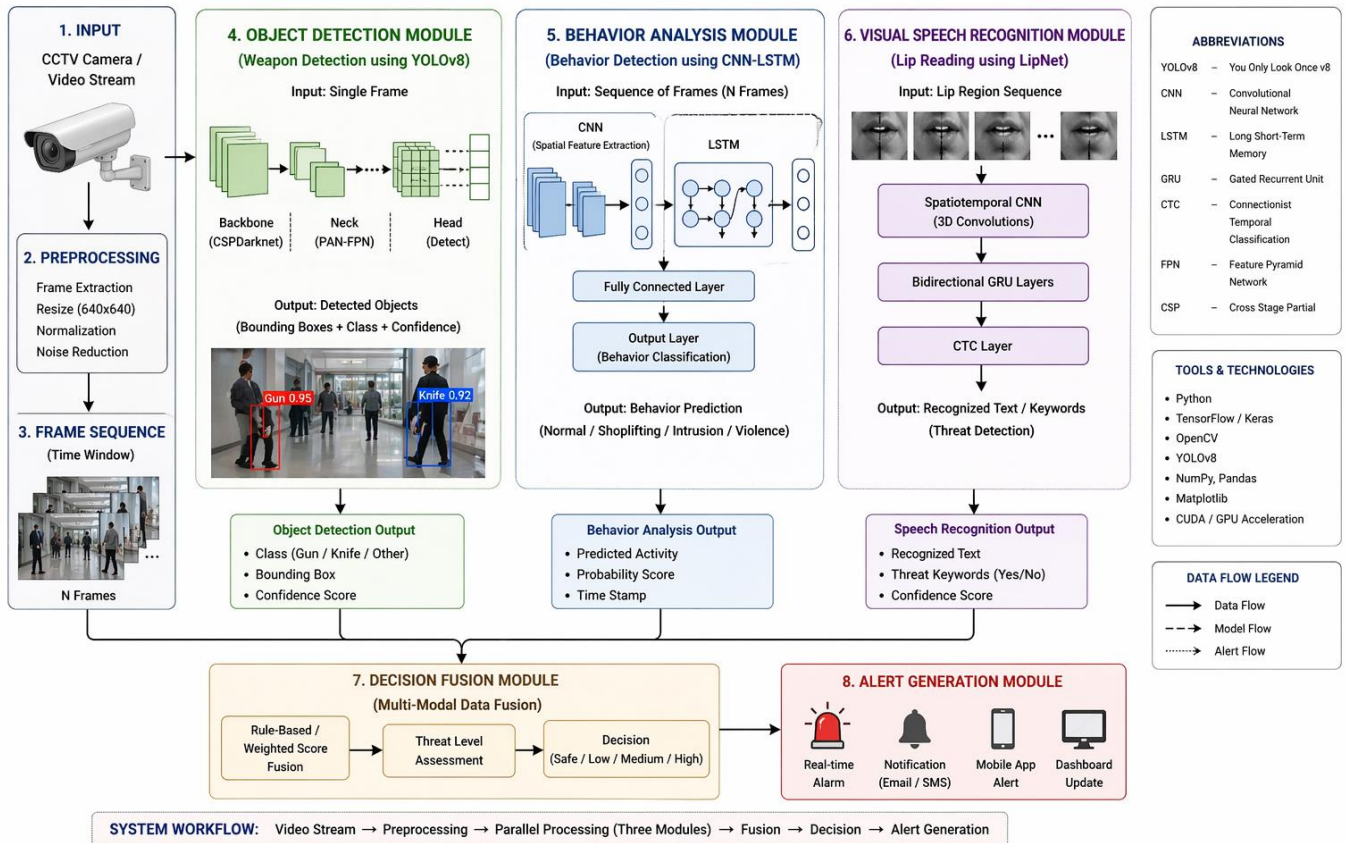 1. INPUT
CCTV Camera /
Video Stream
2. PREPROCESSING
Frame Extraction
Resize (640x640)
Normalization
Noise Reduction
3. FRAME SEQUENCE
(Time Window)
...
N Frames
4. OBJECT DETECTION MODULE
(Weapon Detection using YOLOv8)
Input: Single Frame
Backbone
(CSPDarknet)
Neck
(PAN-FPN)
Head
(Detect)
Output: Detected Objects
(Bounding Boxes + Class + Confidence)
Gun 0.95
Knife 0.92
Object Detection Output
• Class (Gun / Knife / Other)
• Bounding Box
• Confidence Score
5. BEHAVIOR ANALYSIS MODULE
(Behavior Detection using CNN-LSTM)
Input: Sequence of Frames (N Frames)
CNN
(Spatial Feature Extraction)
LSTM
Fully Connected Layer
Output Layer
(Behavior Classification)
Output: Behavior Prediction
(Normal / Shoplifting / Intrusion / Violence)
Behavior Analysis Output
• Predicted Activity
• Probability Score
• Time Stamp
6. VISUAL SPEECH RECOGNITION MODULE
(Lip Reading using LipNet)
Input: Lip Region Sequence
...
Spatiotemporal CNN
(3D Convolutions)
Bidirectional GRU Layers
CTC Layer
Output: Recognized Text / Keywords
(Threat Detection)
Speech Recognition Output
• Recognized Text
• Threat Keywords (Yes/No)
• Confidence Score
7. DECISION FUSION MODULE
(Multi-Modal Data Fusion)
Rule-Based /
Weighted Score
Fusion
Threat Level
Assessment
Decision
(Safe / Low / Medium / High)
8. ALERT GENERATION MODULE
Real-time
Alarm
Notification
(Email / SMS)
Mobile App
Alert
Dashboard
Update
ABBREVIATIONS
YOLOv8 – You Only Look Once v8
CNN – Convolutional
Neural Network
LSTM – Long Short-Term
Memory
GRU – Gated Recurrent Unit
CTC – Connectionist
Temporal
Classification
FPN – Feature Pyramid
Network
CSP – Cross Stage Partial
TOOLS & TECHNOLOGIES
• Python
• TensorFlow / Keras
• OpenCV
• YOLOv8
• NumPy, Pandas
• Matplotlib
• CUDA / GPU Acceleration
DATA FLOW LEGEND
Data Flow
Model Flow
Alert Flow
SYSTEM WORKFLOW: Video Stream → Preprocessing → Parallel Processing (Three Modules) → Fusion → Decision → Alert Generation